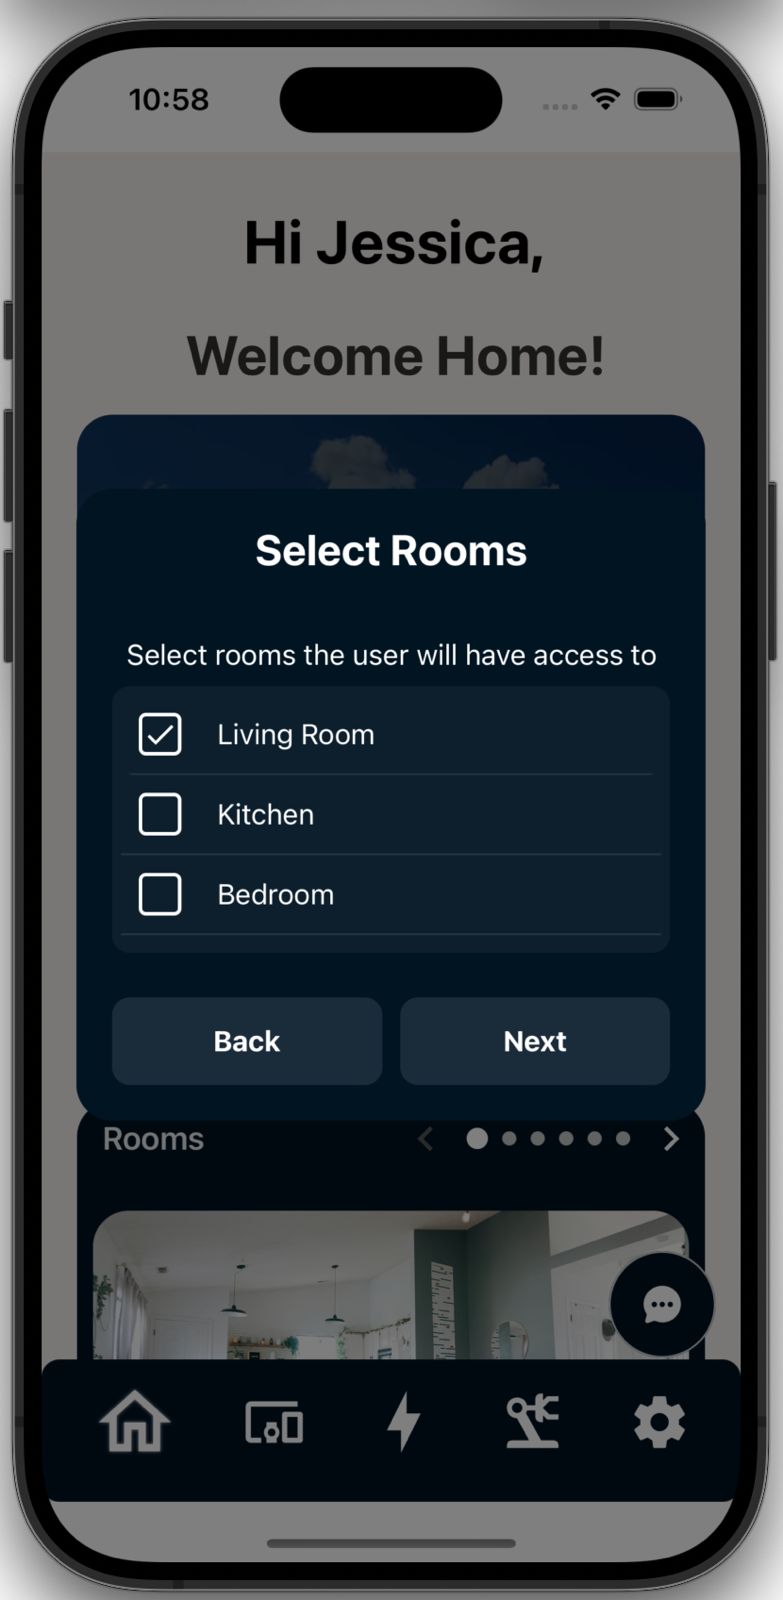 10:58
Hi Jessica,
Welcome Home!
Select Rooms
Select rooms the user will have access to
Living Room
Kitchen
Bedroom
Back
Next
Rooms